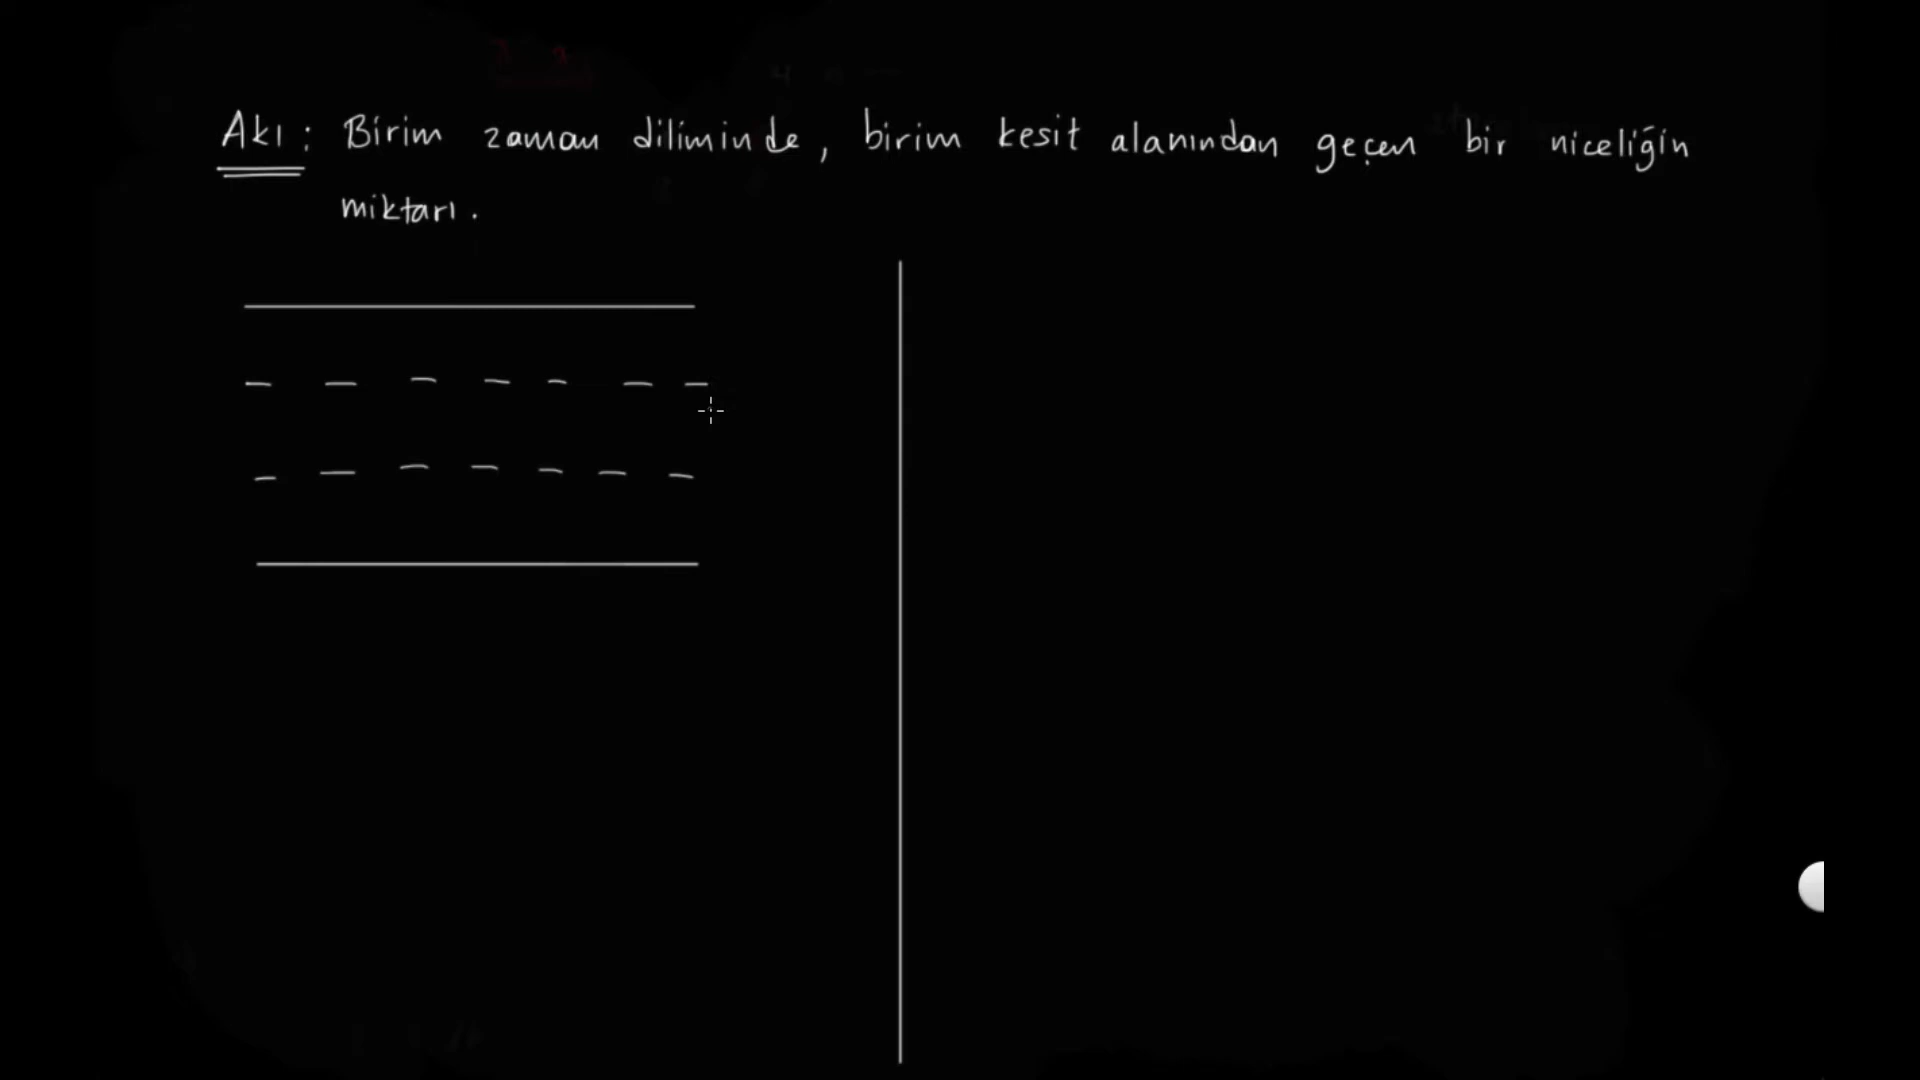 Akı: Birim zaman diliminde, birim kesit alanından geçen bir niceliğin
miktarı.